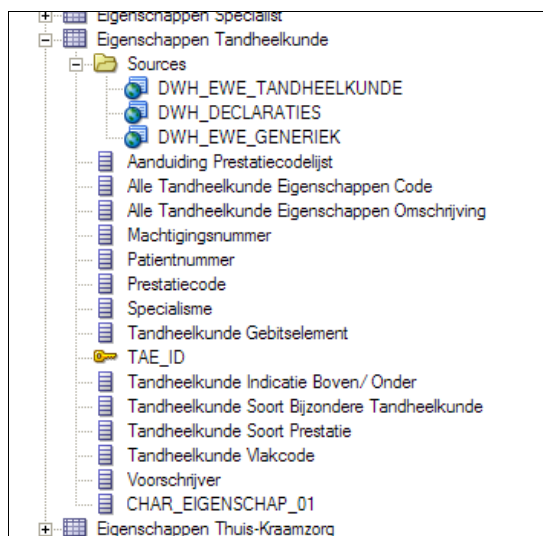 Eigenschappen Specialist
Eigenschappen Tandheelkunde
Sources
DWH_EWE_TANDHEELKUNDE
DWH_DECLARATIES
DWH_EWE_GENERIEK
Aanduiding Prestatiecodelijst
Alle Tandheelkunde Eigenschappen Code
Alle Tandheelkunde Eigenschappen Omschrijving
Machtigingsnummer
Patientnummer
Prestatiecode
Specialisme
Tandheelkunde Gebitselement
TAE_ID
Tandheelkunde Indicatie Boven/ Onder
Tandheelkunde Soort Bijzondere Tandheelkunde
Tandheelkunde Soort Prestatie
Tandheelkunde Vlakcode
Voorschrijver
CHAR_EIGENSCHAP_01
Eigenschappen Thuis-Kraamzorg